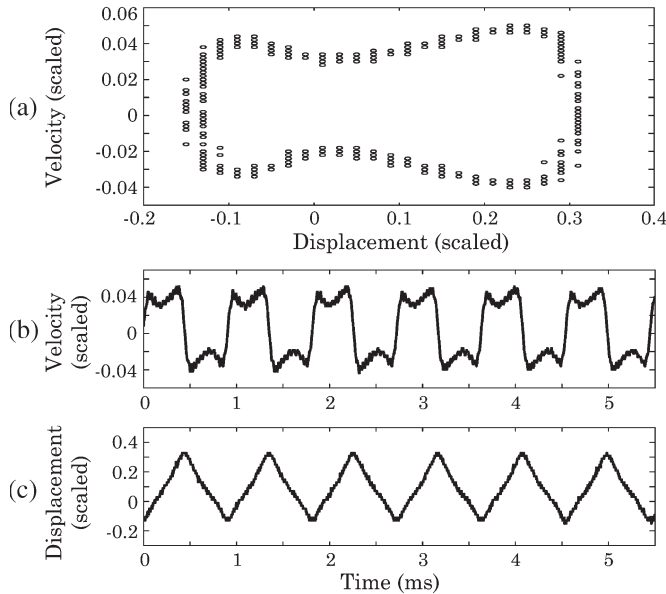 (a)
Velocity (scaled)
0.06
0.04
0.02
0
-0.02
-0.04
-0.2 -0.1 0 0.1 0.2 0.3 0.4
Displacement (scaled)
(b)
Velocity
(scaled)
0.04
0
-0.04
0 1 2 3 4 5
(c)
Displacement
(scaled)
0.4
0.2
0
-0.2
0 1 2 3 4 5
Time (ms)